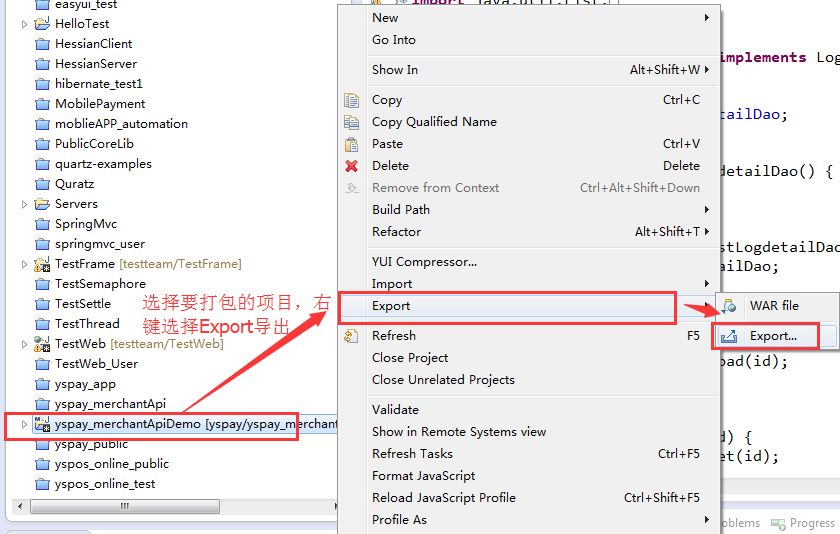 easyui_test
HelloTest
HessianClient
HessianServer
hibernate_test1
MobilePayment
moblieAPP_automation
PublicCoreLib
quartz-examples
Quratz
Servers
SpringMvc
springmvc_user
TestFrame [testteam/TestFrame]
TestSemaphore
TestSettle
TestThread
TestWeb [testteam/TestWeb]
TestWeb_User
yspay_app
yspay_merchantApi
yspay_merchantApiDemo [yspay/yspay_merchant
yspay_public
yspos_online_public
yspos_online_test
选择要打包的项目，右
键选择Export导出
New
Go Into
Show In Alt+Shift+W
Copy Ctrl+C
Copy Qualified Name
Paste Ctrl+V
Delete Delete
Remove from Context Ctrl+Alt+Shift+Down
Build Path
Refactor Alt+Shift+T
YUI Compressor...
Import
Export
Refresh F5
Close Project
Close Unrelated Projects
Validate
Show in Remote Systems view
Refresh Tasks Ctrl+F5
Format JavaScript
Reload JavaScript Profile Ctrl+Shift+F5
Profile As
WAR file
Export...
implements Log
tailDao;
detailDao() {
stLogdetailDao
ailDao;
oad(id);
d) {
et(id);
oblems
Progress